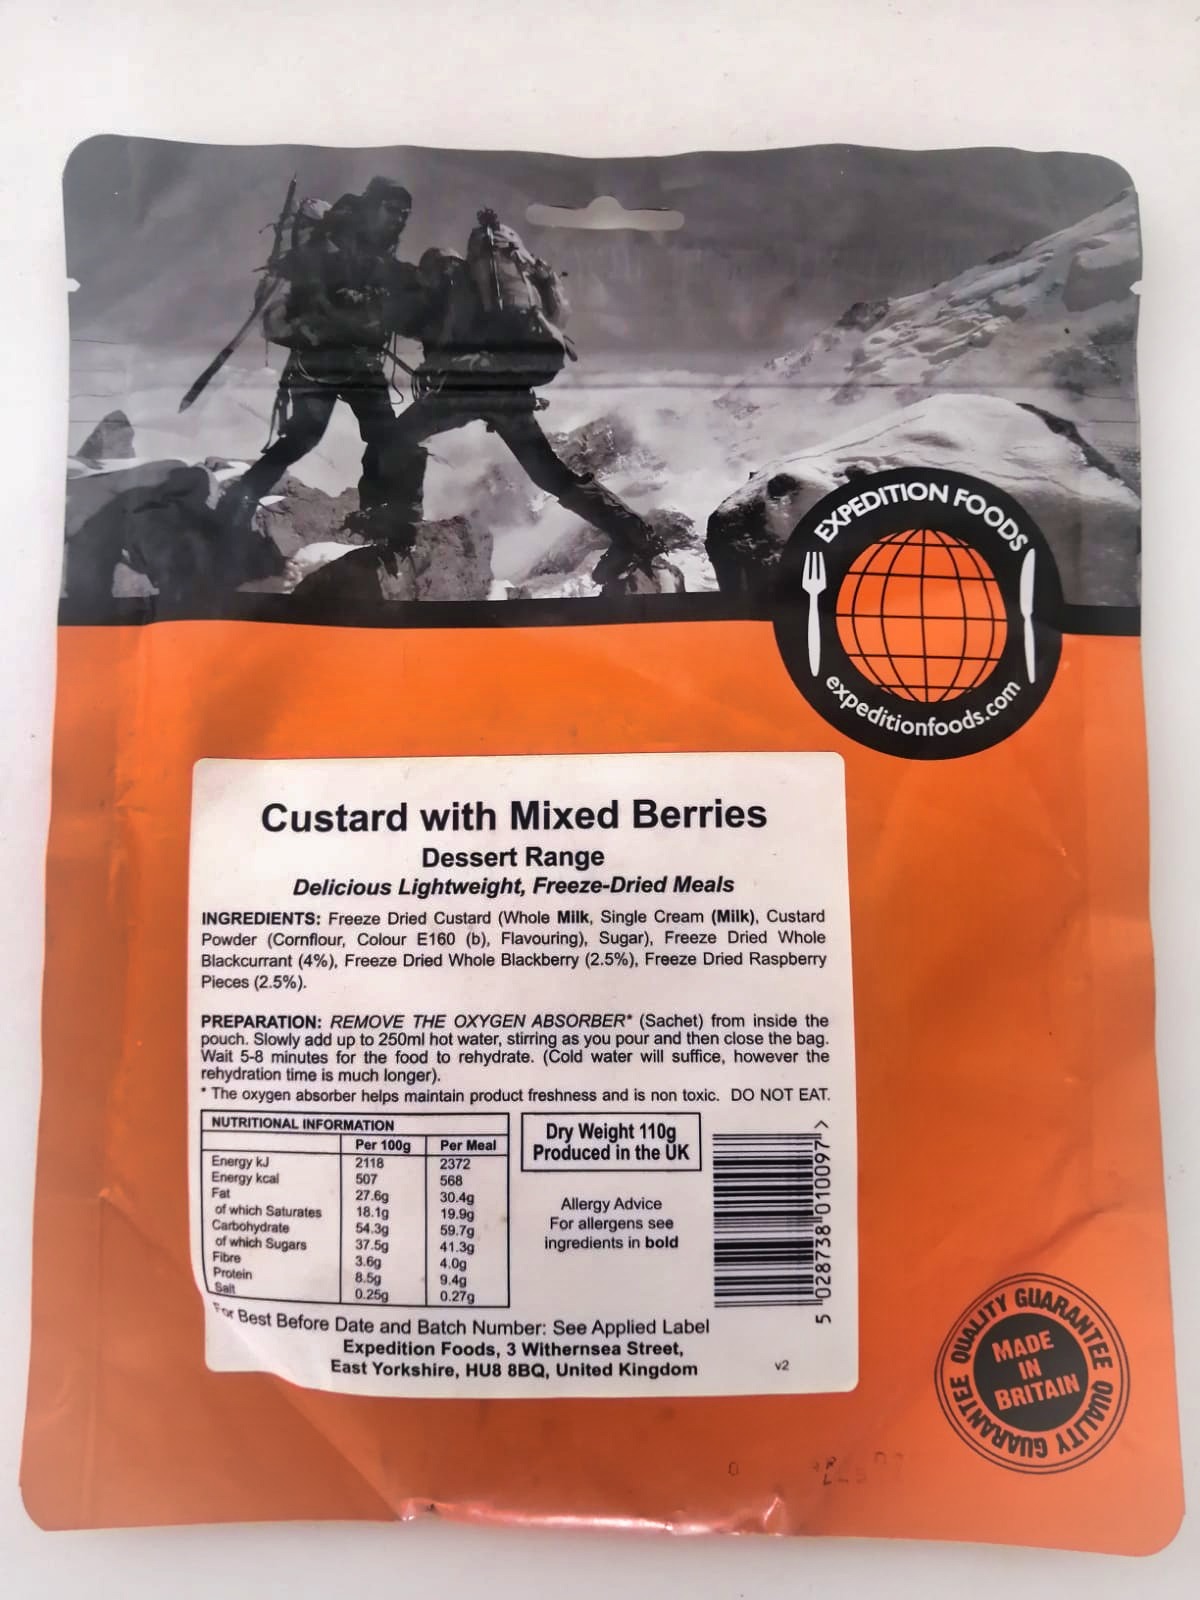 EXPEDITION FOODS
expeditionfoods.com
Custard with Mixed Berries
Dessert Range
Delicious Lightweight, Freeze-Dried Meals
INGREDIENTS: Freeze Dried Custard (Whole Milk, Single Cream (Milk), Custard
Powder (Cornflour, Colour E160 (b), Flavouring), Sugar), Freeze Dried Whole
Blackcurrant (4%), Freeze Dried Whole Blackberry (2.5%), Freeze Dried Raspberry
Pieces (2.5%).
PREPARATION: REMOVE THE OXYGEN ABSORBER* (Sachet) from inside the
pouch. Slowly add up to 250ml hot water, stirring as you pour and then close the bag.
Wait 5-8 minutes for the food to rehydrate. (Cold water will suffice, however the
rehydration time is much longer).
* The oxygen absorber helps maintain product freshness and is non toxic. DO NOT EAT.
NUTRITIONAL INFORMATION
Per 100g Per Meal
Energy kJ 2118 2372
Energy kcal 507 568
Fat 27.6g 30.4g
of which Saturates 18.1g 19.9g
Carbohydrate 54.3g 59.7g
of which Sugars 37.5g 41.3g
Fibre 3.6g 4.0g
Protein 8.5g 9.4g
Salt 0.25g 0.27g
Dry Weight 110g
Produced in the UK
Allergy Advice
For allergens see
ingredients in bold
5 028738 010097 >
For Best Before Date and Batch Number: See Applied Label
Expedition Foods, 3 Withernsea Street,
East Yorkshire, HU8 8BQ, United Kingdom
v2
QUALITY GUARANTEE QUALITY GUARANTEE
MADE
IN
BRITAIN